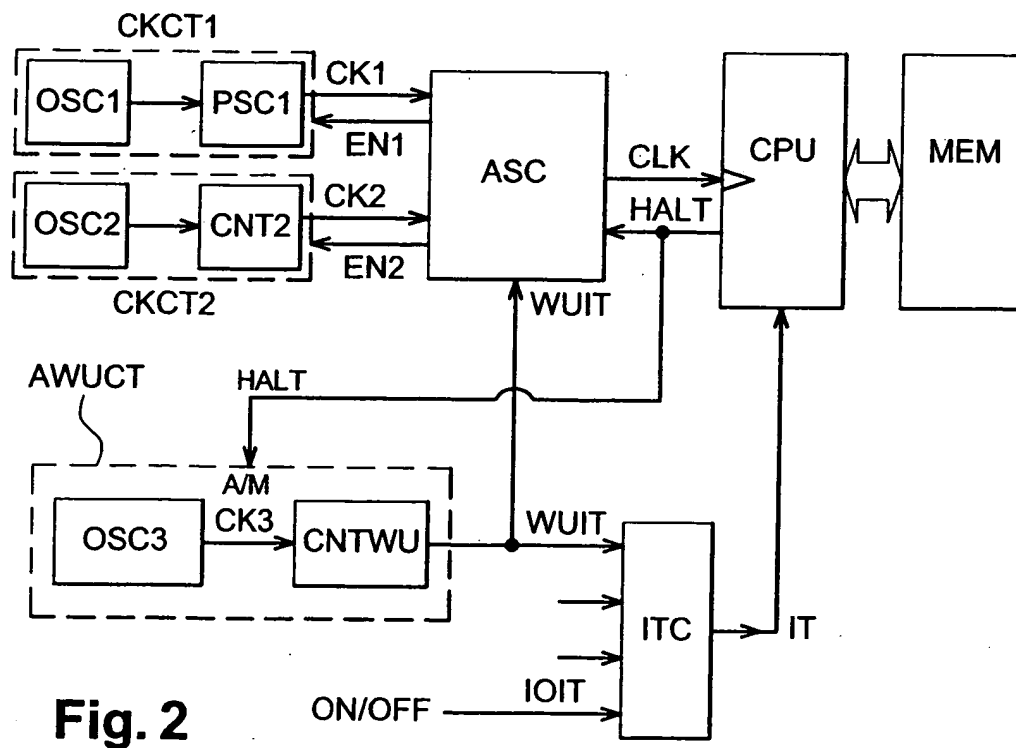 CKCT1
OSC1
PSC1
CK1
EN1
OSC2
CNT2
CK2
EN2
CKCT2
ASC
CLK
HALT
CPU
MEM
WUIT
AWUCT
HALT
A/M
OSC3
CK3
CNTWU
WUIT
ITC
IT
ON/OFF
IOIT
Fig. 2